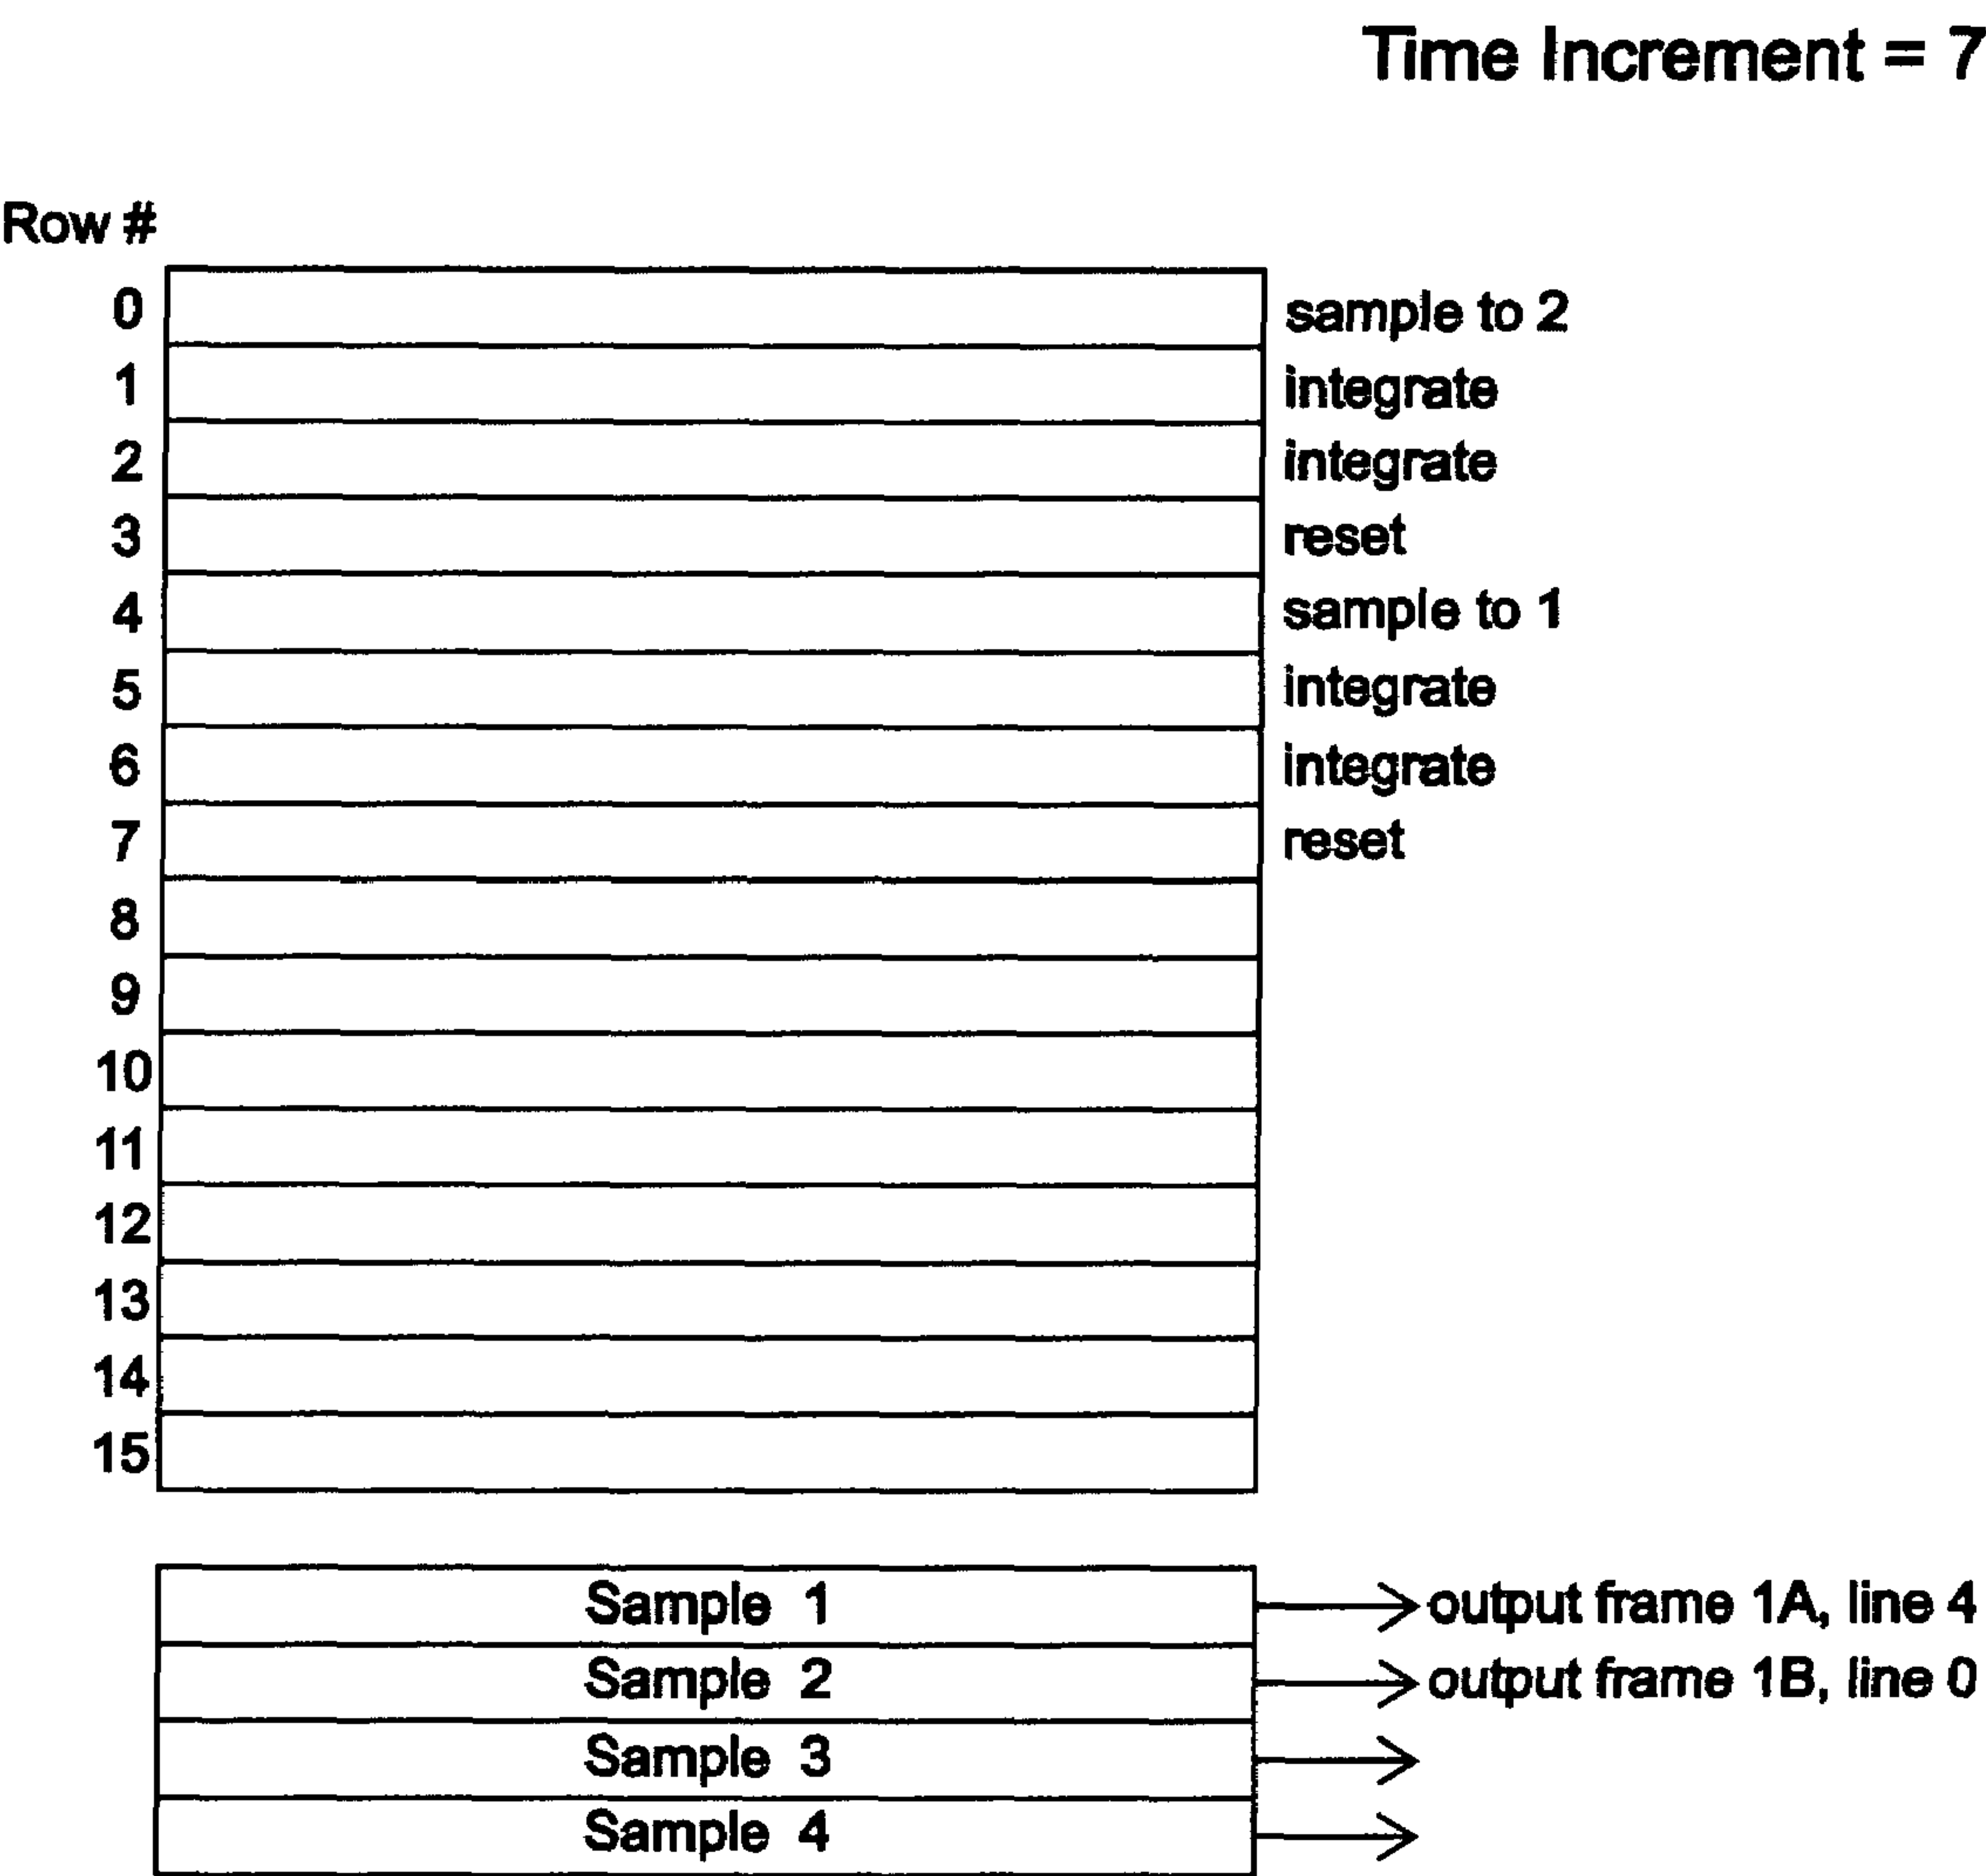 Time Increment = 7
Row #
0 sample to 2
1 integrate
2 integrate
3 reset
4 sample to 1
5 integrate
6 integrate
7 reset
8
9
10
11
12
13
14
15
Sample 1 output frame 1A, line 4
Sample 2 output frame 1B, line 0
Sample 3
Sample 4